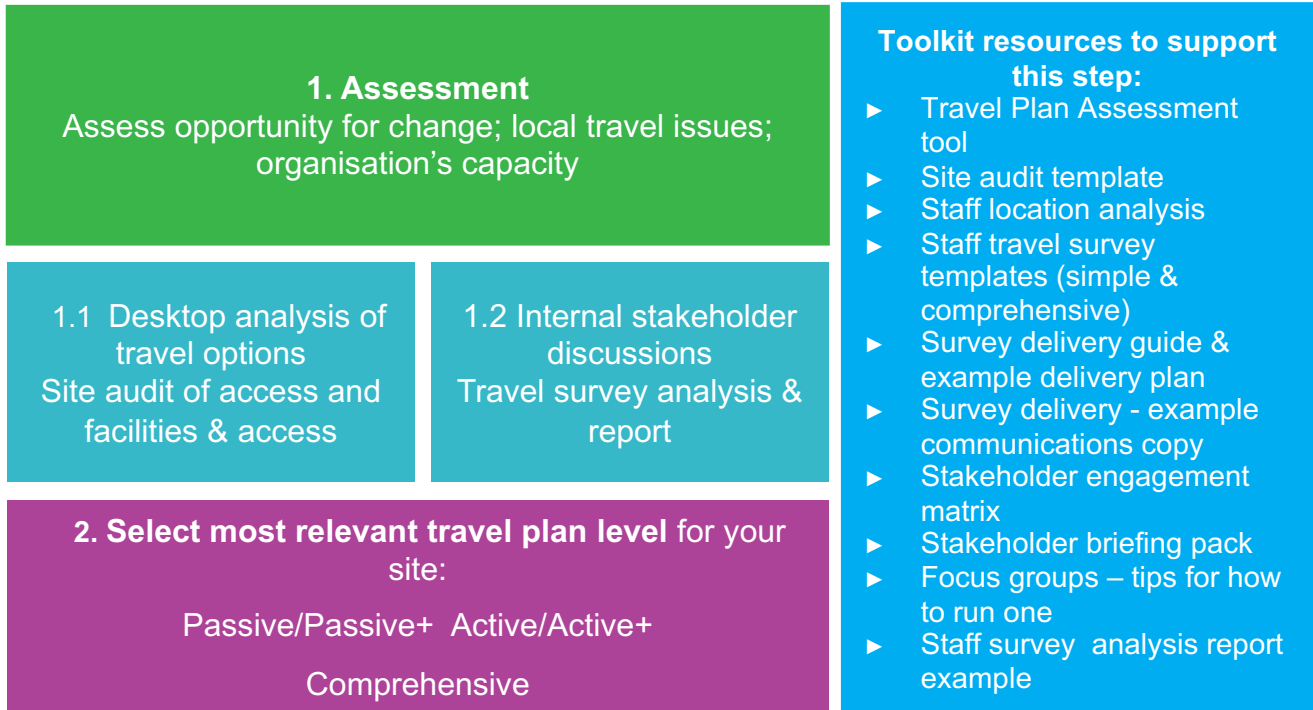 1. Assessment
Assess opportunity for change; local travel issues;
organisation’s capacity
1.1 Desktop analysis of
travel options
Site audit of access and
facilities & access
1.2 Internal stakeholder
discussions
Travel survey analysis &
report
2. Select most relevant travel plan level for your
site:
Passive/Passive+ Active/Active+
Comprehensive
Toolkit resources to support
this step:
► Travel Plan Assessment
tool
► Site audit template
► Staff location analysis
► Staff travel survey
templates (simple &
comprehensive)
► Survey delivery guide &
example delivery plan
► Survey delivery - example
communications copy
► Stakeholder engagement
matrix
► Stakeholder briefing pack
► Focus groups – tips for how
to run one
► Staff survey analysis report
example